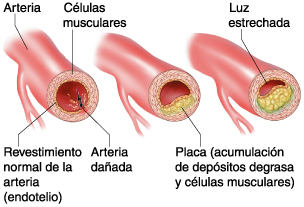 Arteria
Células
musculares
Luz
estrechada
Revestimiento
normal de la
arteria
(endotelio)
Arteria
dañada
Placa (acumulación
de depósitos degrasa
y células musculares)